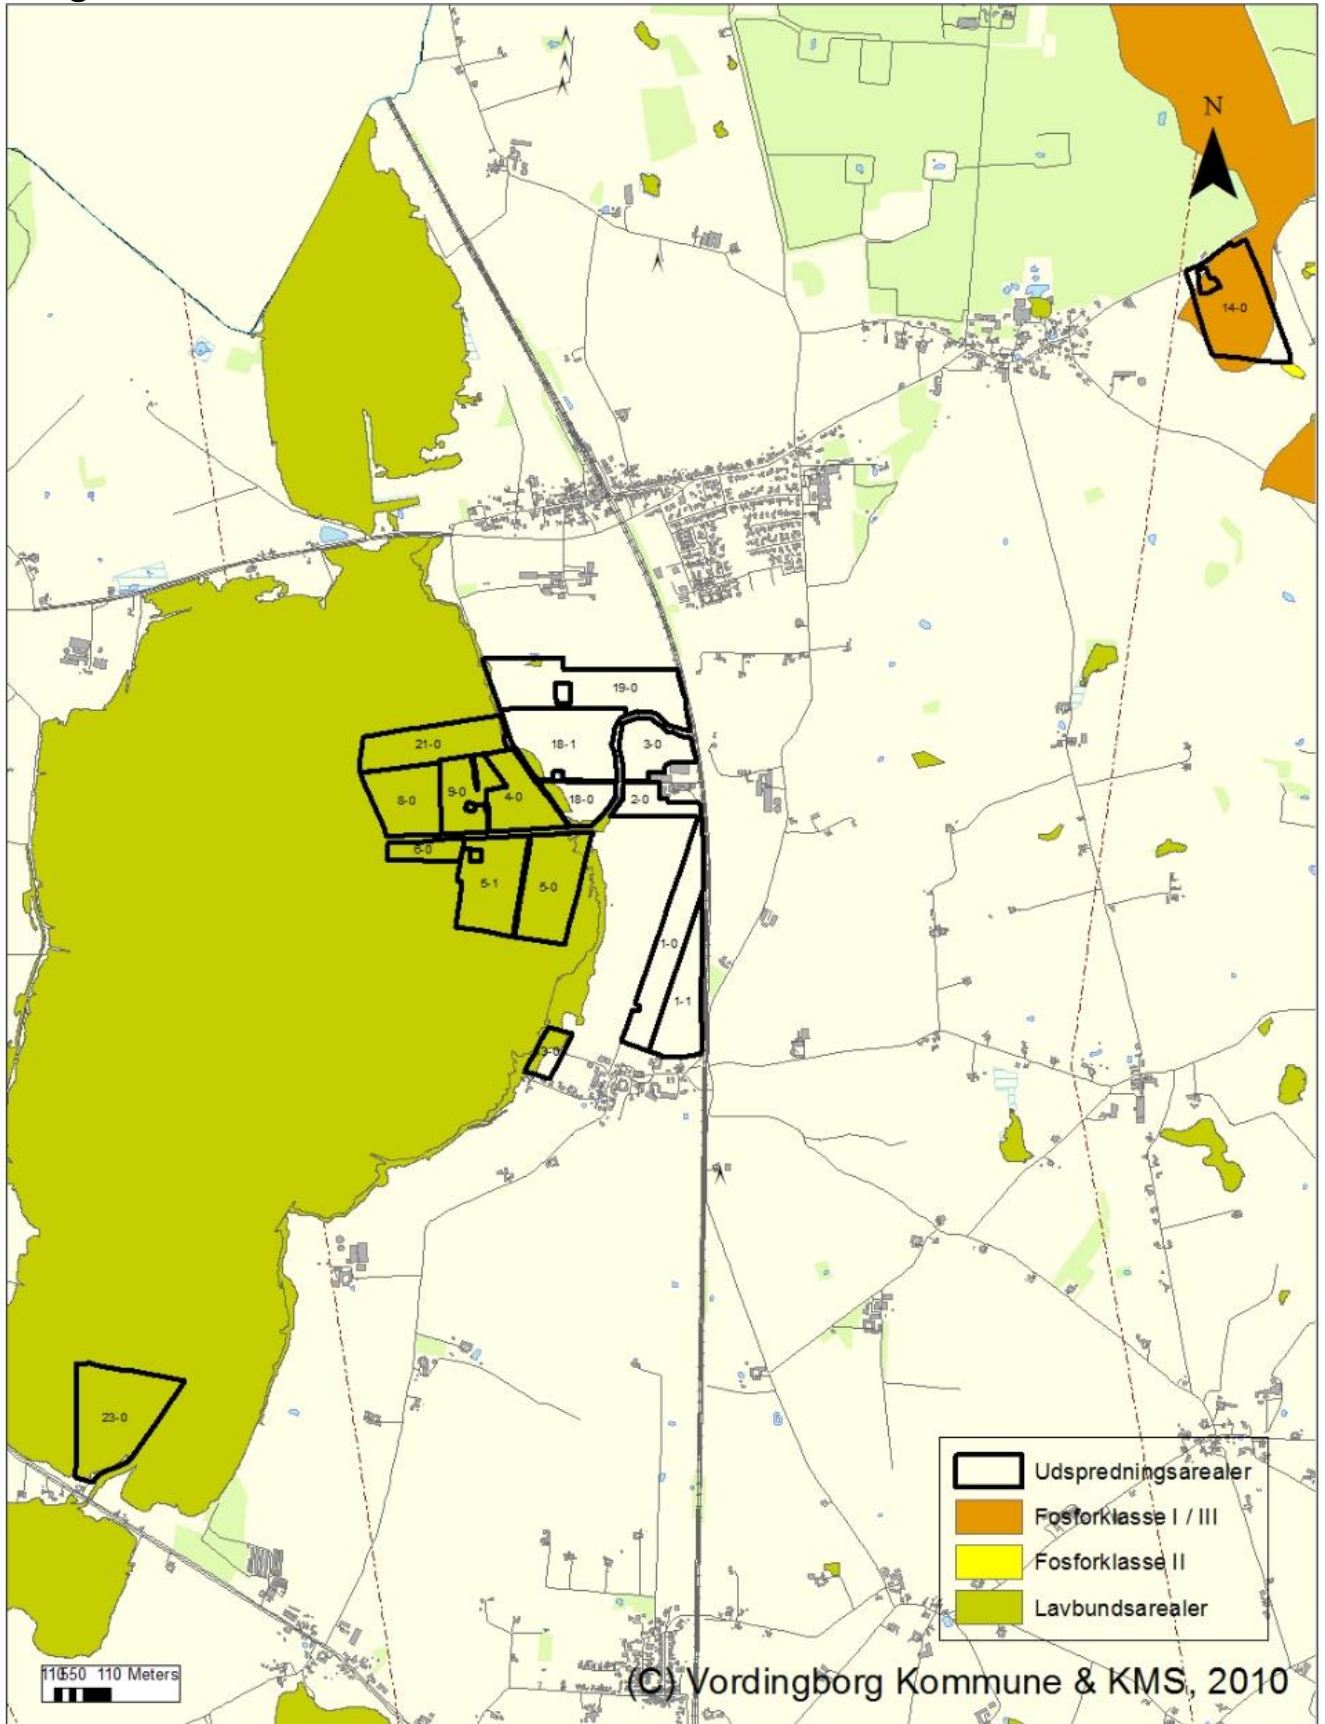 N
14-0
19-0
21-0
18-1
3-0
8-0
9-0
4-0
18-0
2-0
6-0
5-1
5-0
1-0
1-1
3-0
23-0
Udspredningsarealer
Fosforklasse I / III
Fosforklasse II
Lavbundsarealer
110 Meters
(C) Vordingborg Kommune & KMS, 2010